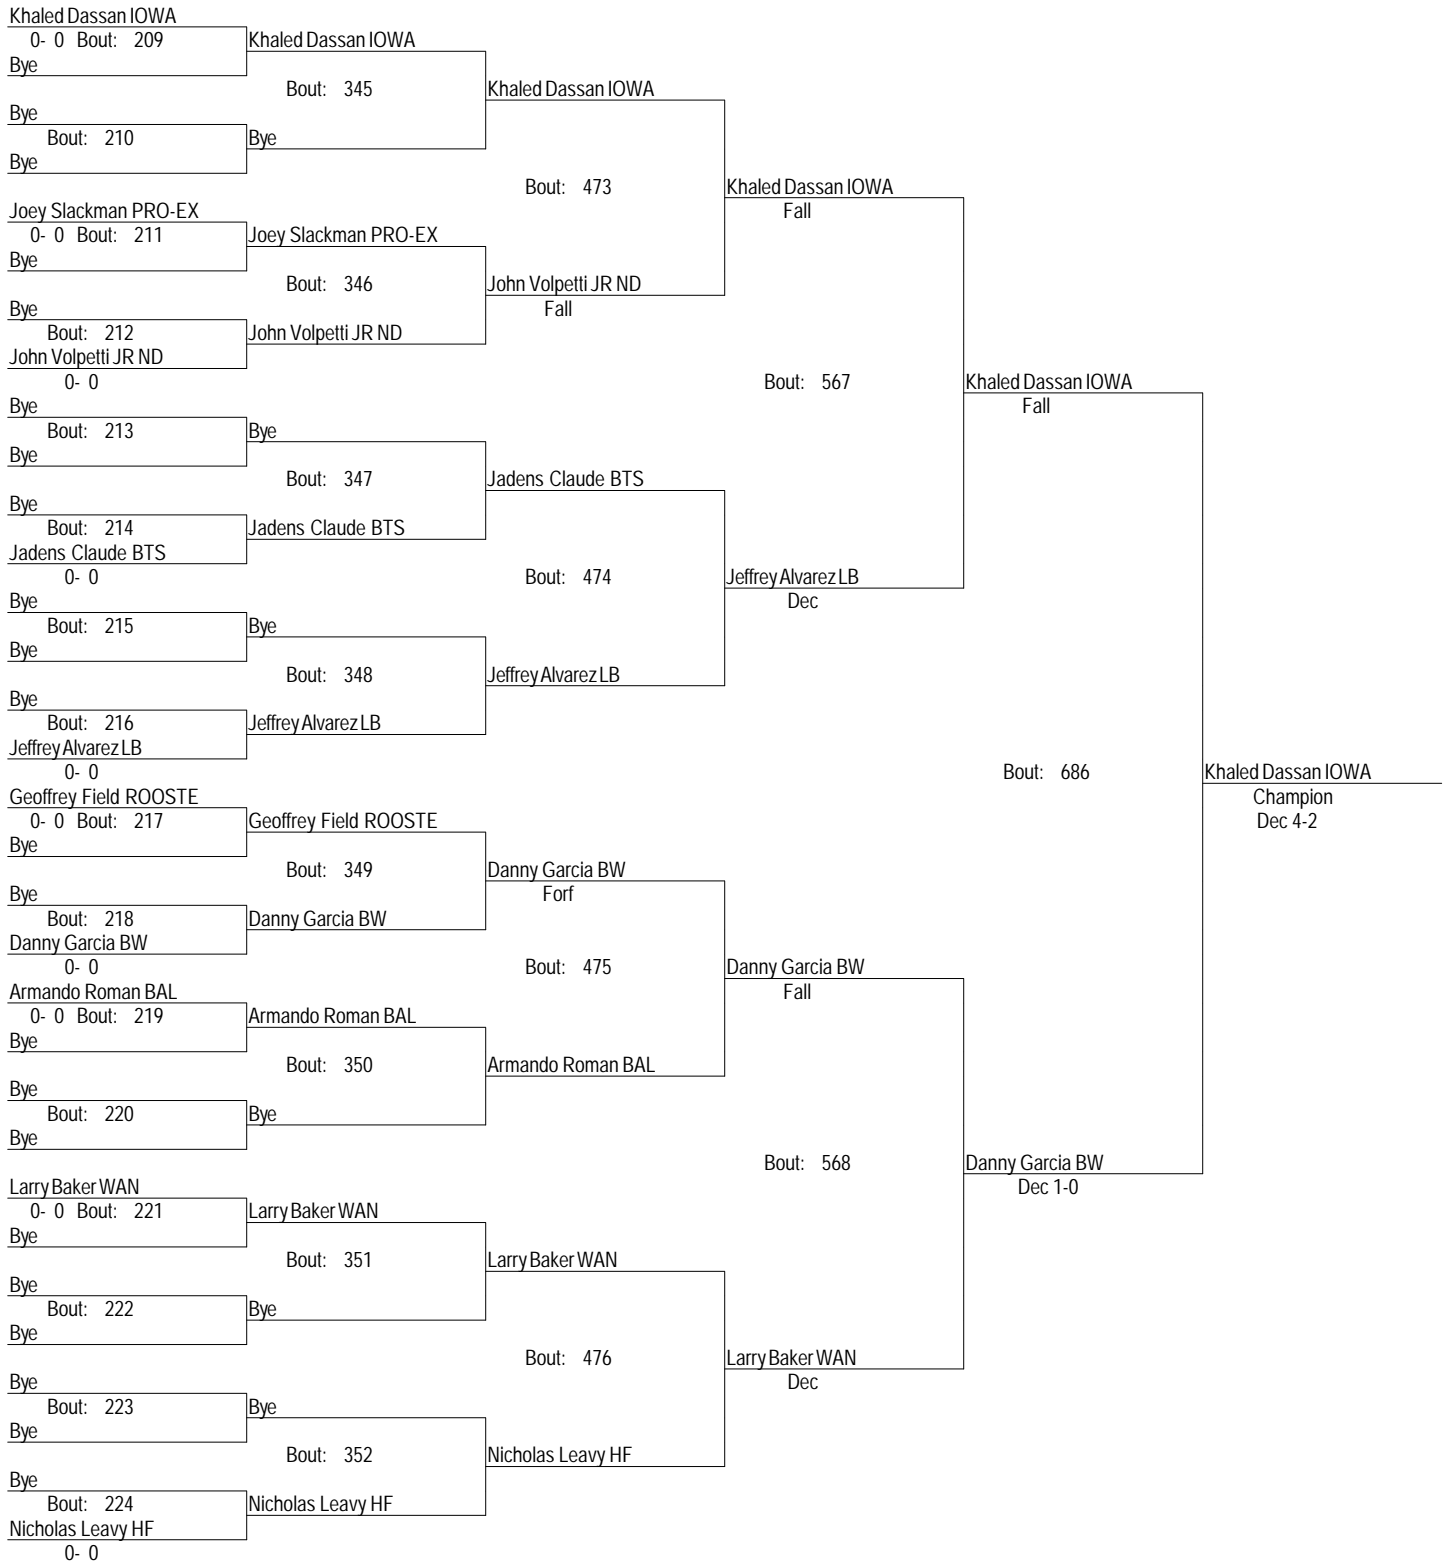 Khaled Dassan IOWA
0- 0 Bout: 209
Bye
Bye
Bout: 210
Bye
Joey Slackman PRO-EX
0- 0 Bout: 211
Bye
Bye
Bout: 212
John Volpetti JR ND
0- 0
Bye
Bout: 213
Bye
Bye
Bout: 214
Jadens Claude BTS
0- 0
Bye
Bout: 215
Bye
Bye
Bout: 216
Jeffrey Alvarez LB
0- 0
Geoffrey Field ROOSTE
0- 0 Bout: 217
Bye
Bye
Bout: 218
Danny Garcia BW
0- 0
Armando Roman BAL
0- 0 Bout: 219
Bye
Bye
Bout: 220
Bye
Larry Baker WAN
0- 0 Bout: 221
Bye
Bye
Bout: 222
Bye
Bye
Bout: 223
Bye
Bye
Bout: 224
Nicholas Leavy HF
0- 0
Khaled Dassan IOWA
Bout: 345
Bye
Joey Slackman PRO-EX
Bout: 346
John Volpetti JR ND
Bye
Bout: 347
Jadens Claude BTS
Bye
Bout: 348
Jeffrey Alvarez LB
Geoffrey Field ROOSTE
Bout: 349
Danny Garcia BW
Armando Roman BAL
Bout: 350
Bye
Larry Baker WAN
Bout: 351
Bye
Bye
Bout: 352
Nicholas Leavy HF
Khaled Dassan IOWA
Bout: 473
John Volpetti JR ND
Fall
Jadens Claude BTS
Bout: 474
Jeffrey Alvarez LB
Danny Garcia BW
Forf
Bout: 475
Armando Roman BAL
Larry Baker WAN
Bout: 476
Nicholas Leavy HF
Khaled Dassan IOWA
Fall
Bout: 567
Jeffrey Alvarez LB
Dec
Danny Garcia BW
Fall
Bout: 568
Larry Baker WAN
Dec
Khaled Dassan IOWA
Fall
Bout: 686
Danny Garcia BW
Dec 1-0
Khaled Dassan IOWA
Champion
Dec 4-2